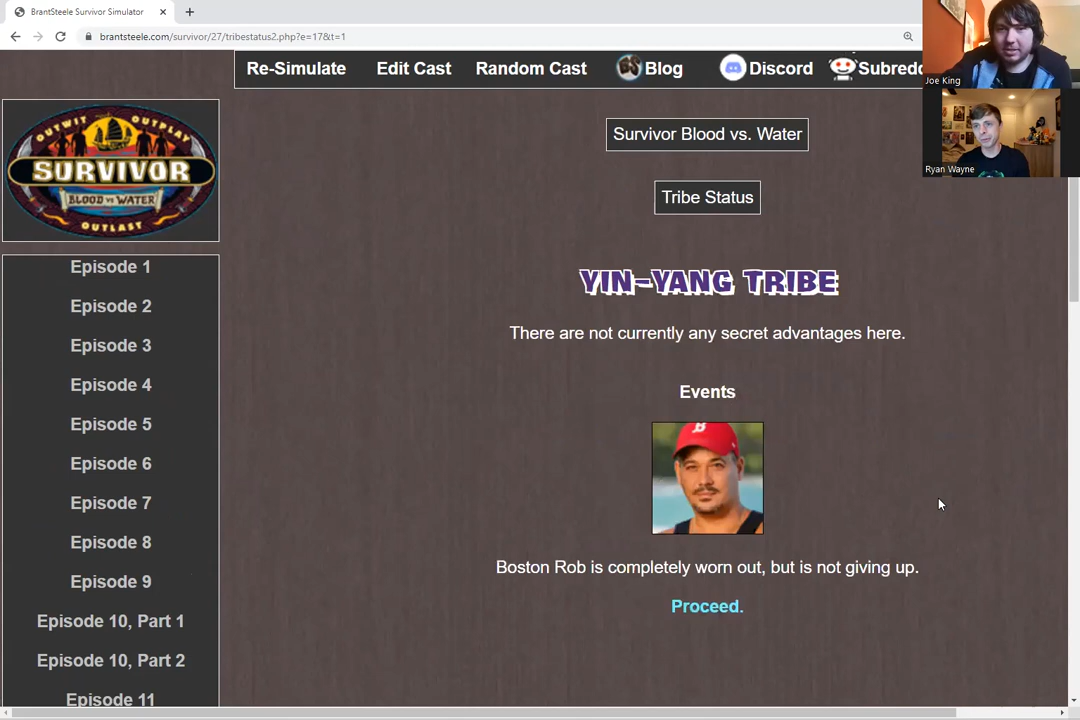 BrantSteele Survivor Simulator
brantsteele.com/survivor/27/tribestatus2.php?e=17&t=1
Re-Simulate Edit Cast Random Cast Blog Discord Subredd
Joe King
Ryan Wayne
OUTWIT OUTPLAY
SURVIVOR
BLOOD VS WATER
OUTLAST
Survivor Blood vs. Water
Tribe Status
YIN-YANG TRIBE
There are not currently any secret advantages here.
Events
B
Boston Rob is completely worn out, but is not giving up.
Proceed.
Episode 1
Episode 2
Episode 3
Episode 4
Episode 5
Episode 6
Episode 7
Episode 8
Episode 9
Episode 10, Part 1
Episode 10, Part 2
Episode 11